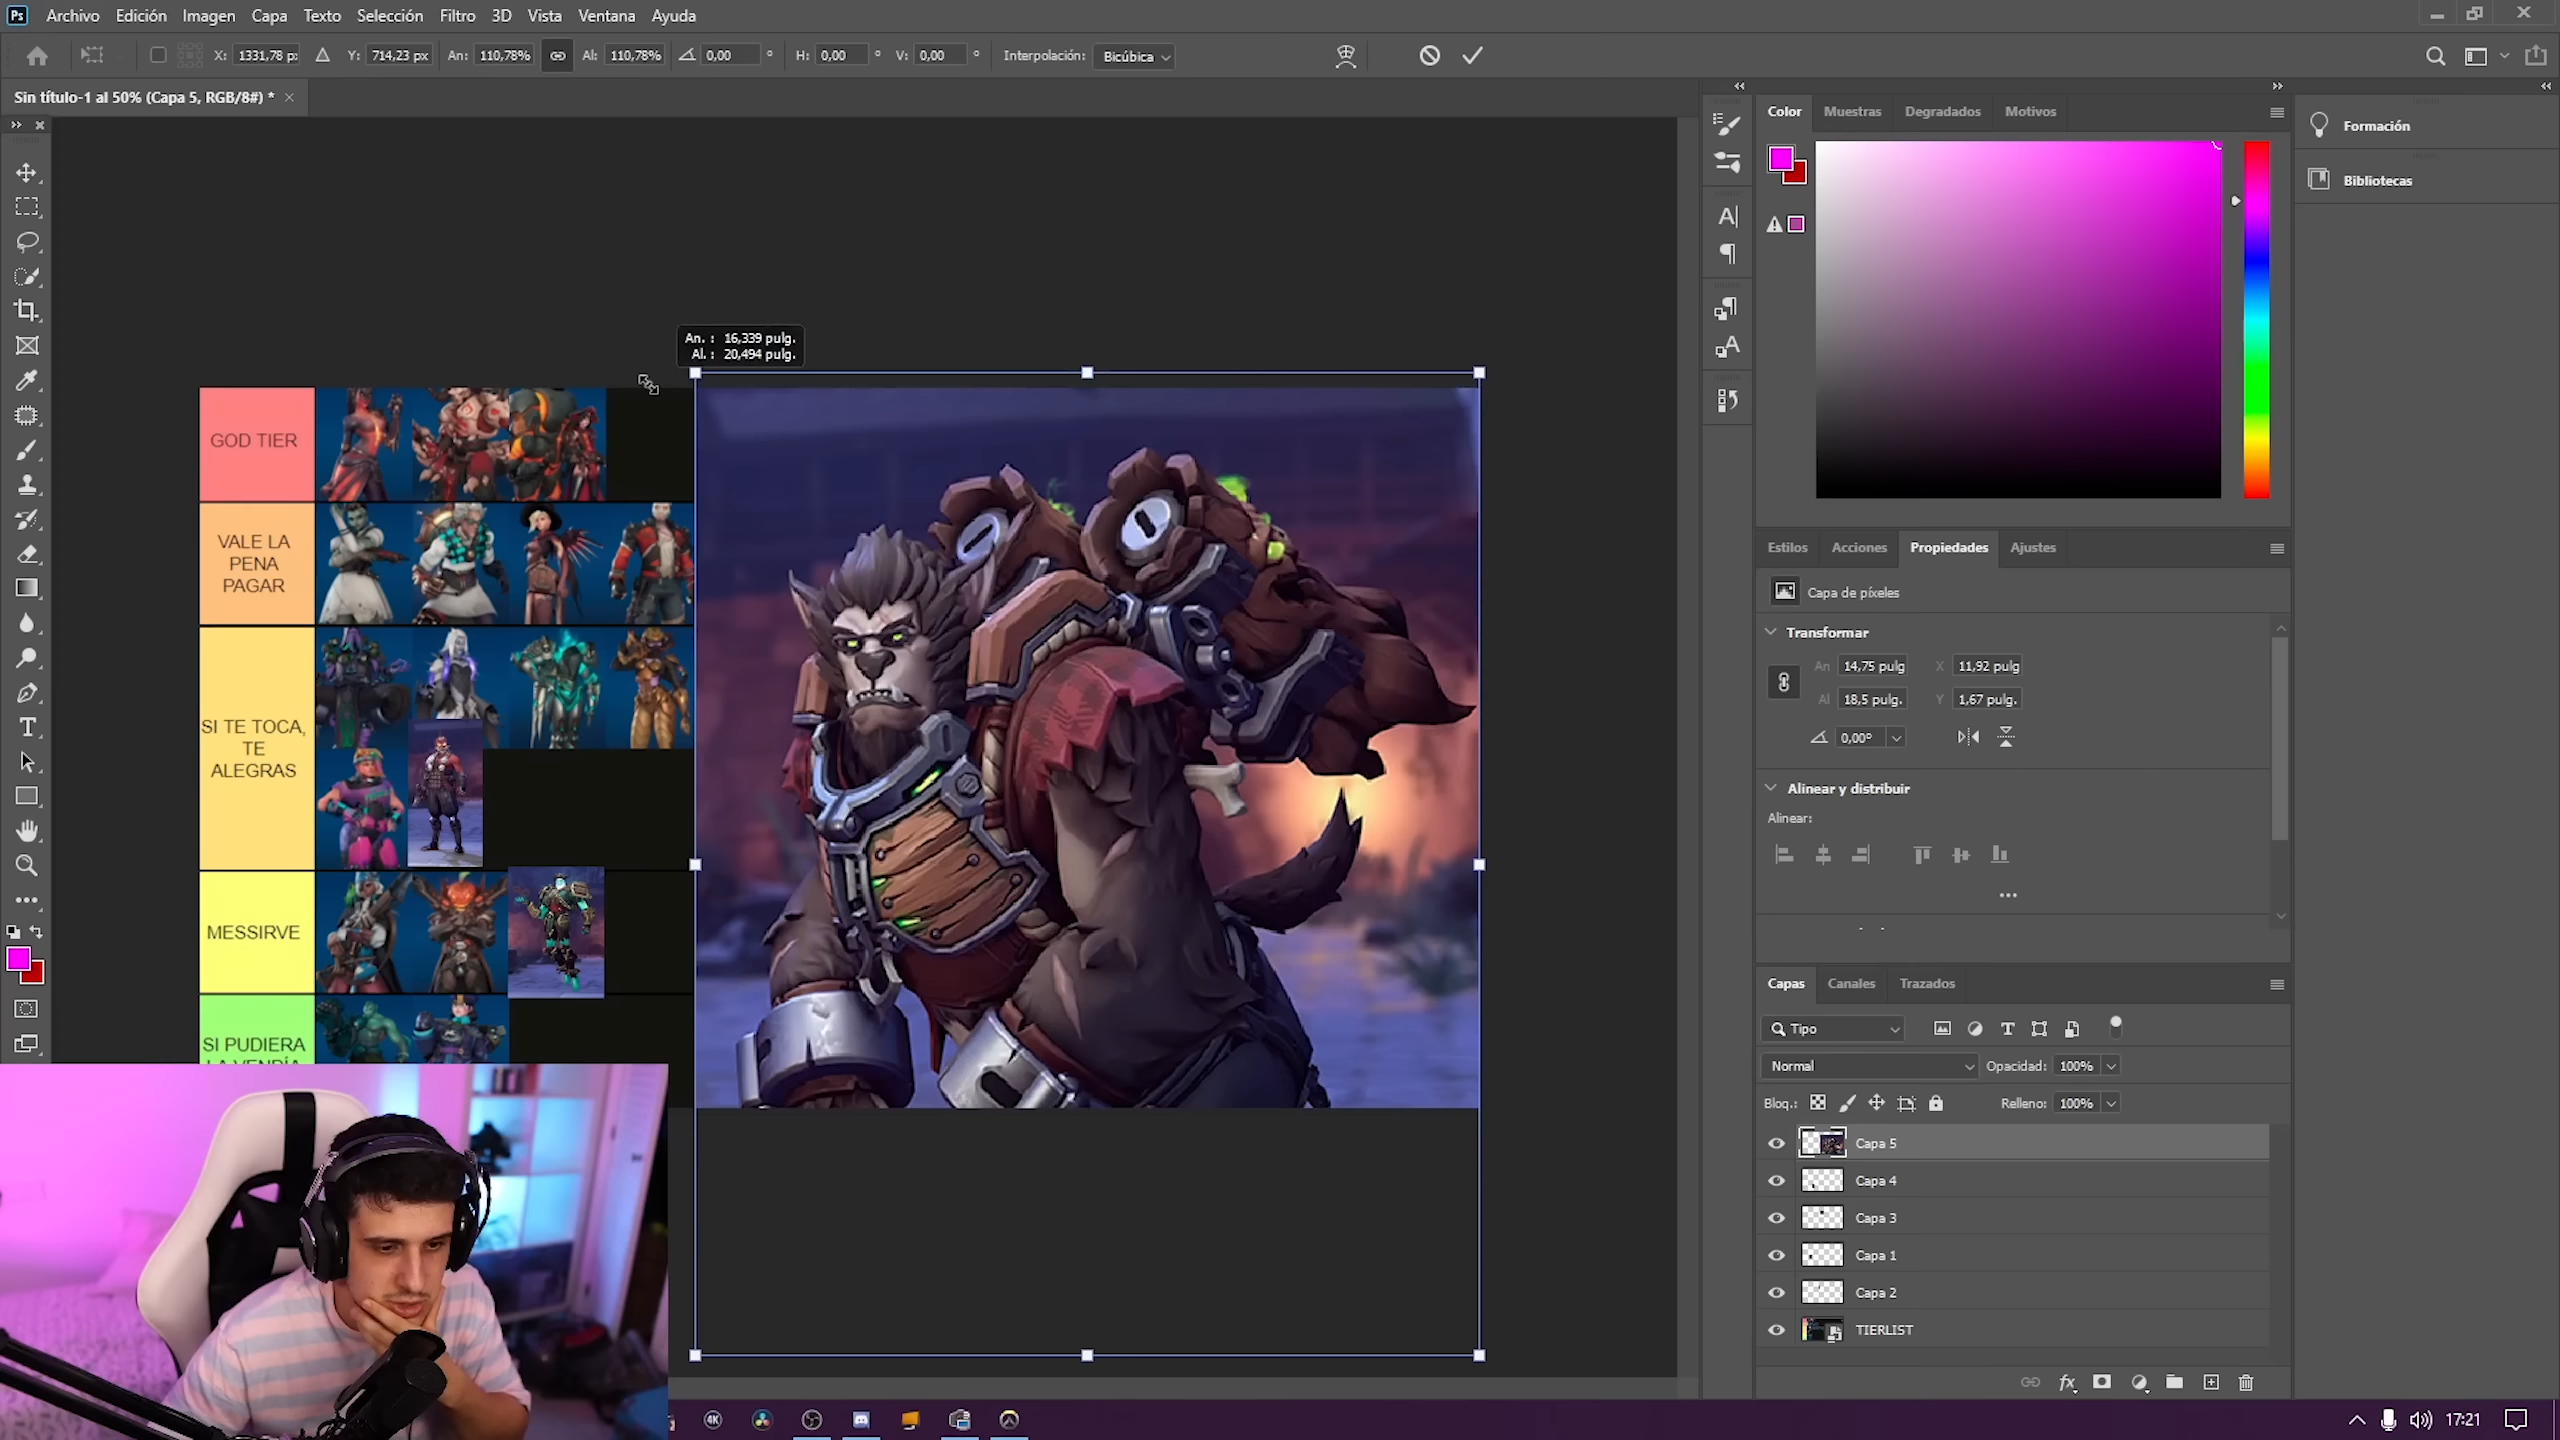 Ps Archivo Edición Imagen Capa Texto Selección Filtro 3D Vista Ventana Ayuda
X: 1331,78 px Y: 714,23 px An: 110,78% Al: 110,78% 0,00 ° H: 0,00 ° V: 0,00 ° Interpolación: Bicúbica
Sin título-1 al 50% (Capa 5, RGB/8#) *
Color Muestras Degradados Motivos
Formación
Bibliotecas
An. : 16,339 pulg.
Al. : 20,494 pulg.
GOD TIER
VALE LA
PENA
PAGAR
SI TE TOCA,
TE
ALEGRAS
MESSIRVE
SI PUDIERA
LA VENDÍA
Estilos Acciones Propiedades Ajustes
Capa de píxeles
Transformar
An 14,75 pulg X 11,92 pulg
Al 18,5 pulg. Y 1,67 pulg.
0,00°
Alinear y distribuir
Alinear:
Capas Canales Trazados
Tipo
Normal Opacidad: 100%
Bloq.: Relleno: 100%
Capa 5
Capa 4
Capa 3
Capa 1
Capa 2
TIERLIST
fx
4K
17:21